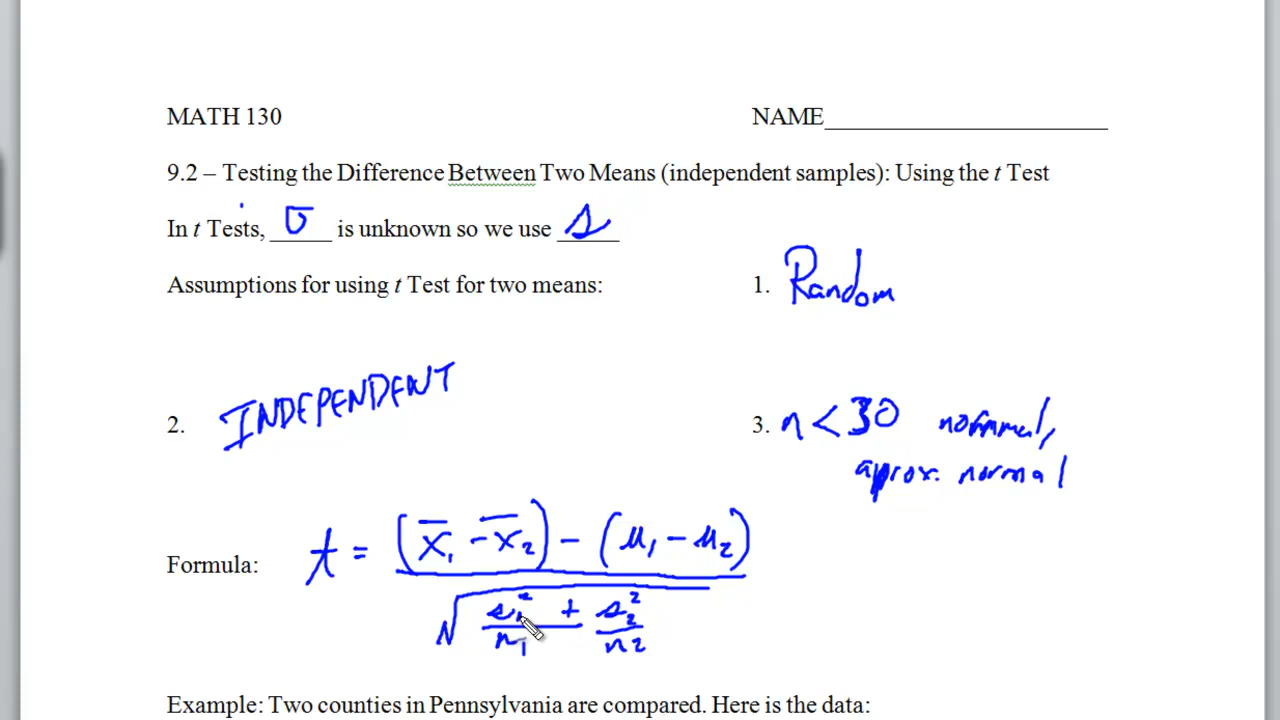 MATH 130 NAME____________________
9.2 – Testing the Difference Between Two Means (independent samples): Using the t Test
In t Tests, σ is unknown so we use s
Assumptions for using t Test for two means: 1. Random
2. INDEPENDENT 3. n < 30 normal,
aprox. normal
Formula: t = (x̄₁ - x̄₂) - (μ₁ - μ₂)
√ s₁² + s₂²
n₁ n₂
Example: Two counties in Pennsylvania are compared. Here is the data: